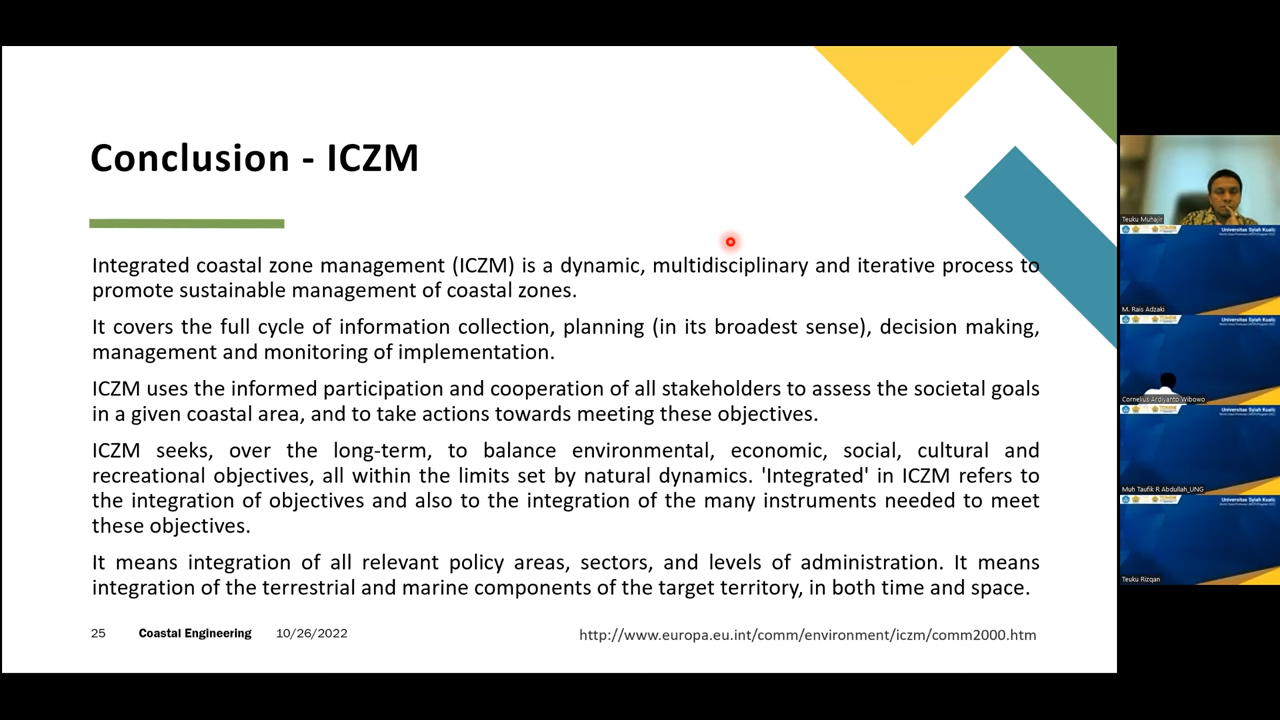 Conclusion - ICZM
Integrated coastal zone management (ICZM) is a dynamic, multidisciplinary and iterative process to
promote sustainable management of coastal zones.
It covers the full cycle of information collection, planning (in its broadest sense), decision making,
management and monitoring of implementation.
ICZM uses the informed participation and cooperation of all stakeholders to assess the societal goals
in a given coastal area, and to take actions towards meeting these objectives.
ICZM seeks, over the long-term, to balance environmental, economic, social, cultural and
recreational objectives, all within the limits set by natural dynamics. 'Integrated' in ICZM refers to
the integration of objectives and also to the integration of the many instruments needed to meet
these objectives.
It means integration of all relevant policy areas, sectors, and levels of administration. It means
integration of the terrestrial and marine components of the target territory, in both time and space.
25 Coastal Engineering 10/26/2022 http://www.europa.eu.int/comm/environment/iczm/comm2000.htm
Teuku Muhajir
Universitas Syiah Kuala
M. Rais Adzaki
Universitas Syiah Kuala
Cornelius Ardiyanto Wibowo
Universitas Syiah Kuala
Muh Taufik R Abdullah_UNG
Universitas Syiah Kuala
Teuku Rizqan